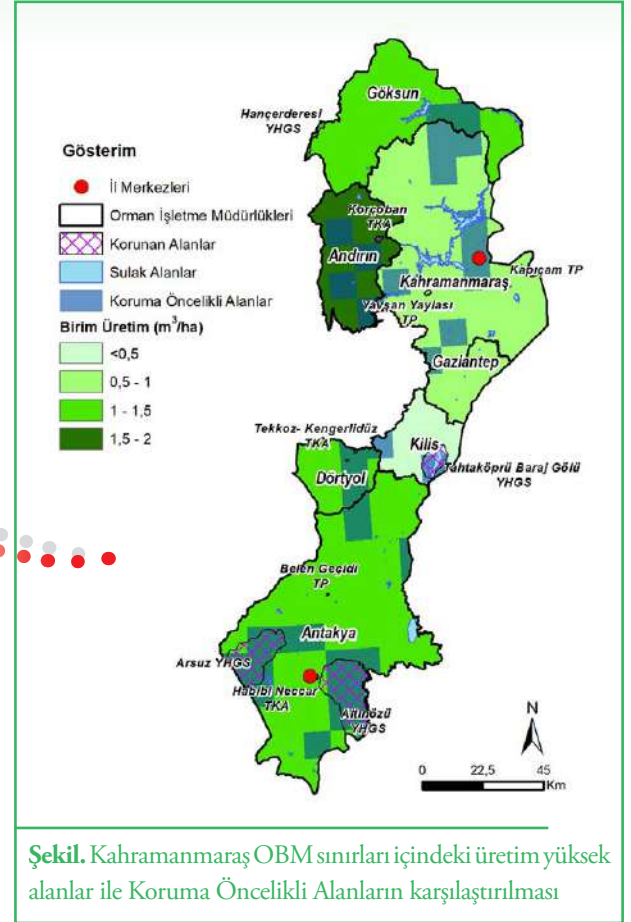 Göksun
Hançerderesi
YHGS
Gösterim
İl Merkezleri
Orman İşletme Müdürlükleri
Korunan Alanlar
Sulak Alanlar
Koruma Öncelikli Alanlar
Birim Üretim (m³/ha)
<0,5
0,5 - 1
1 - 1,5
1,5 - 2
Korçoban
TKA
Andırın
Kapıçam TP
Kahramanmaraş
Yavşan Yaylası
TP
Gaziantep
Tekkoz- Kengerlidüz
TKA
Kilis
Tahtaköprü Baraj Gölü
YHGS
Dörtyol
Belen Geçidi
TP
Antakya
Arsuz YHGS
Habibi Neccar
TKA
Altınözü
YHGS
N
0 22,5 45
Km
Şekil. Kahramanmaraş OBM sınırları içindeki üretim yüksek
alanlar ile Koruma Öncelikli Alanların karşılaştırılması